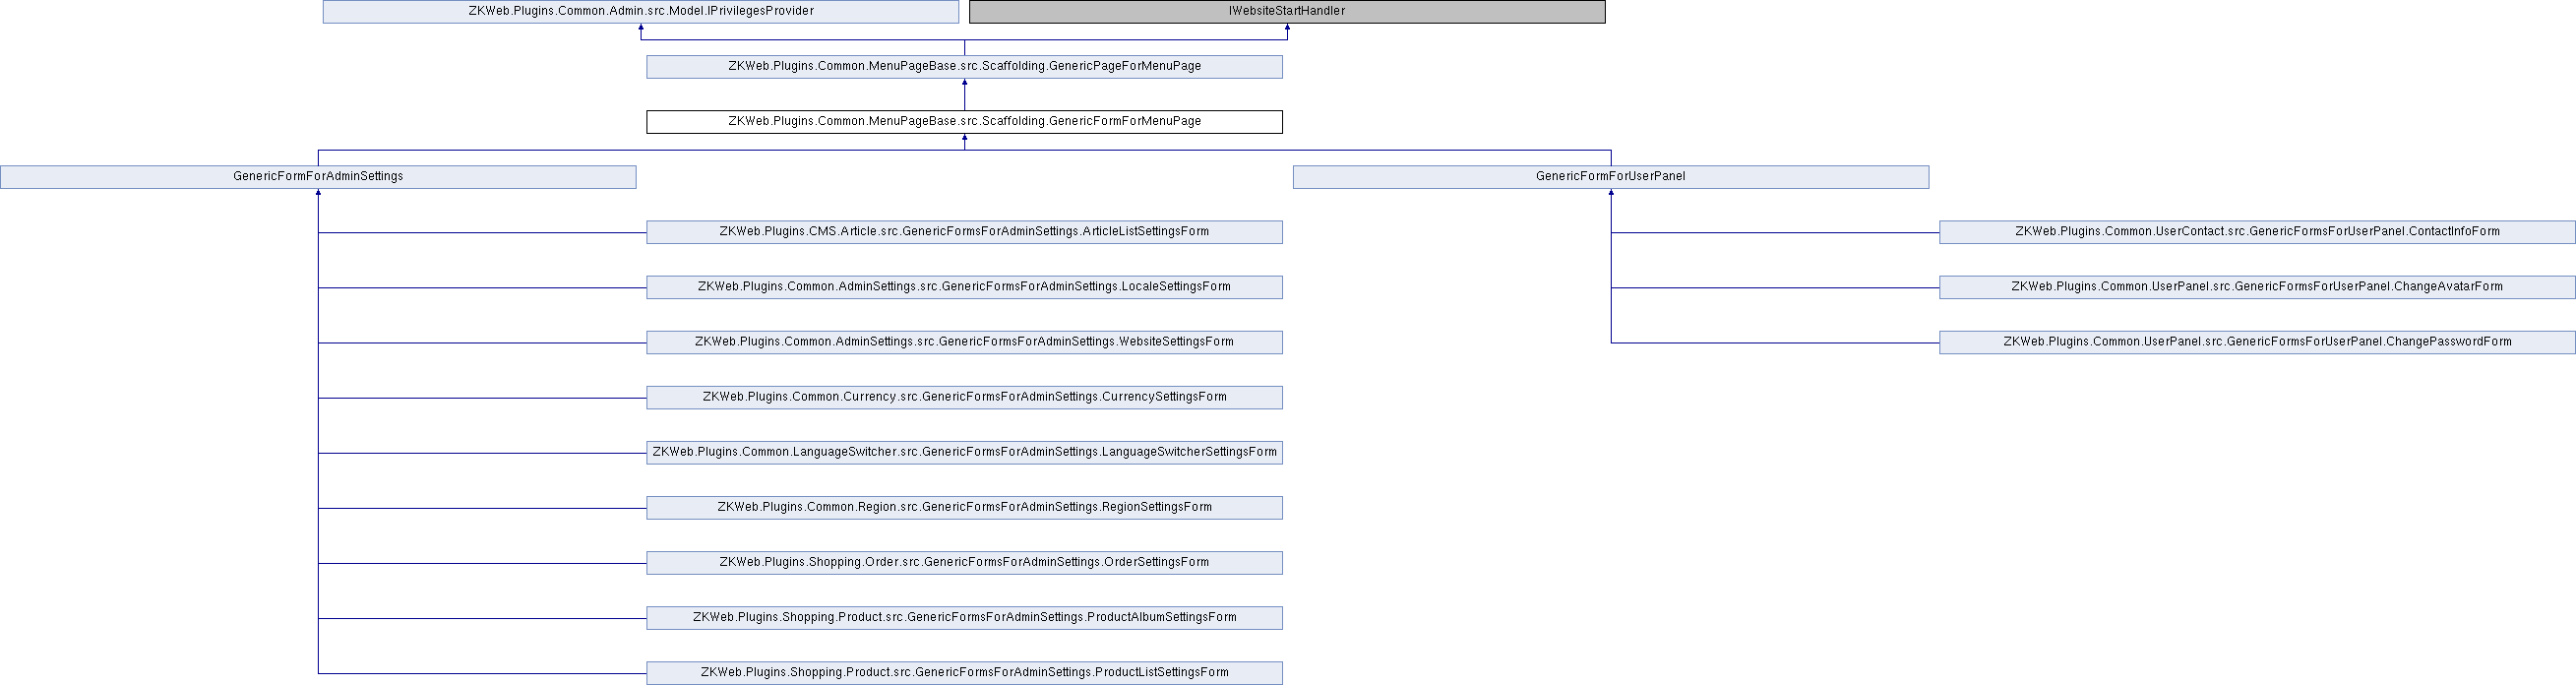 ZKWeb.Plugins.Common.Admin.src.Model.IPrivilegesProvider
IWebsiteStartHandler
ZKWeb.Plugins.Common.MenuPageBase.src.Scaffolding.GenericPageForMenuPage
ZKWeb.Plugins.Common.MenuPageBase.src.Scaffolding.GenericFormForMenuPage
GenericFormForAdminSettings
GenericFormForUserPanel
ZKWeb.Plugins.CMS.Article.src.GenericFormsForAdminSettings.ArticleListSettingsForm
ZKWeb.Plugins.Common.UserContact.src.GenericFormsForUserPanel.ContactInfoForm
ZKWeb.Plugins.Common.AdminSettings.src.GenericFormsForAdminSettings.LocaleSettingsForm
ZKWeb.Plugins.Common.UserPanel.src.GenericFormsForUserPanel.ChangeAvatarForm
ZKWeb.Plugins.Common.AdminSettings.src.GenericFormsForAdminSettings.WebsiteSettingsForm
ZKWeb.Plugins.Common.UserPanel.src.GenericFormsForUserPanel.ChangePasswordForm
ZKWeb.Plugins.Common.Currency.src.GenericFormsForAdminSettings.CurrencySettingsForm
ZKWeb.Plugins.Common.LanguageSwitcher.src.GenericFormsForAdminSettings.LanguageSwitcherSettingsForm
ZKWeb.Plugins.Common.Region.src.GenericFormsForAdminSettings.RegionSettingsForm
ZKWeb.Plugins.Shopping.Order.src.GenericFormsForAdminSettings.OrderSettingsForm
ZKWeb.Plugins.Shopping.Product.src.GenericFormsForAdminSettings.ProductAlbumSettingsForm
ZKWeb.Plugins.Shopping.Product.src.GenericFormsForAdminSettings.ProductListSettingsForm